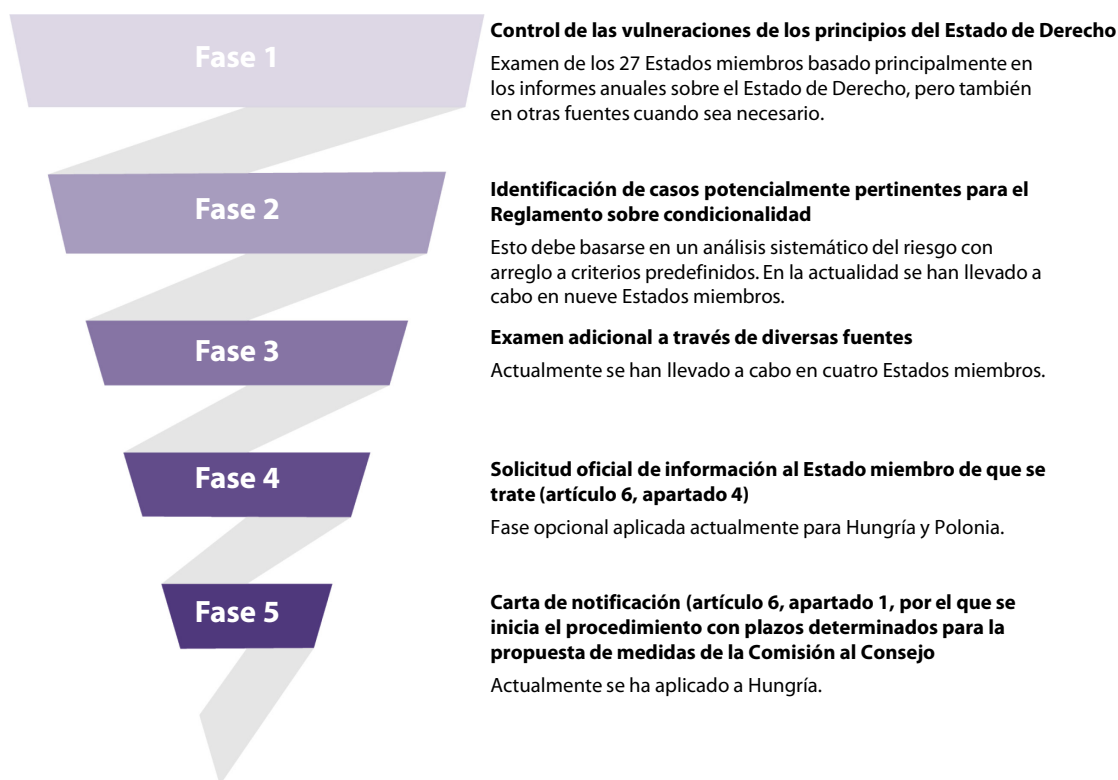 Fase 1
Control de las vulneraciones de los principios del Estado de Derecho
Examen de los 27 Estados miembros basado principalmente en
los informes anuales sobre el Estado de Derecho, pero también
en otras fuentes cuando sea necesario.
Fase 2
Identificación de casos potencialmente pertinentes para el
Reglamento sobre condicionalidad
Esto debe basarse en un análisis sistemático del riesgo con
arreglo a criterios predefinidos. En la actualidad se han llevado a
cabo en nueve Estados miembros.
Fase 3
Examen adicional a través de diversas fuentes
Actualmente se han llevado a cabo en cuatro Estados miembros.
Fase 4
Solicitud oficial de información al Estado miembro de que se
trate (artículo 6, apartado 4)
Fase opcional aplicada actualmente para Hungría y Polonia.
Fase 5
Carta de notificación (artículo 6, apartado 1, por el que se
inicia el procedimiento con plazos determinados para la
propuesta de medidas de la Comisión al Consejo
Actualmente se ha aplicado a Hungría.